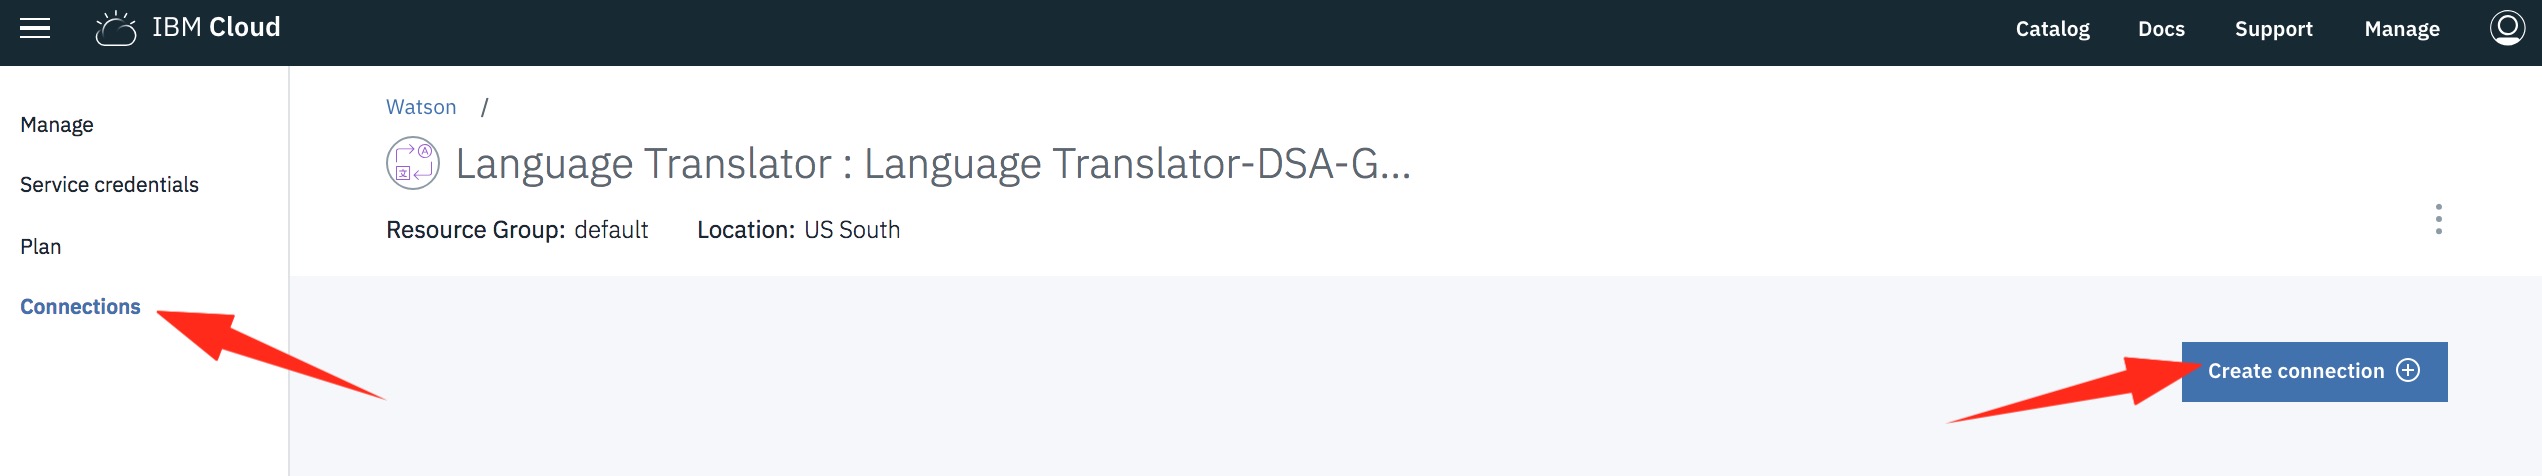 IBM Cloud
Catalog Docs Support Manage
Manage
Service credentials
Plan
Connections
Watson /
Language Translator : Language Translator-DSA-G...
Resource Group: default Location: US South
Create connection